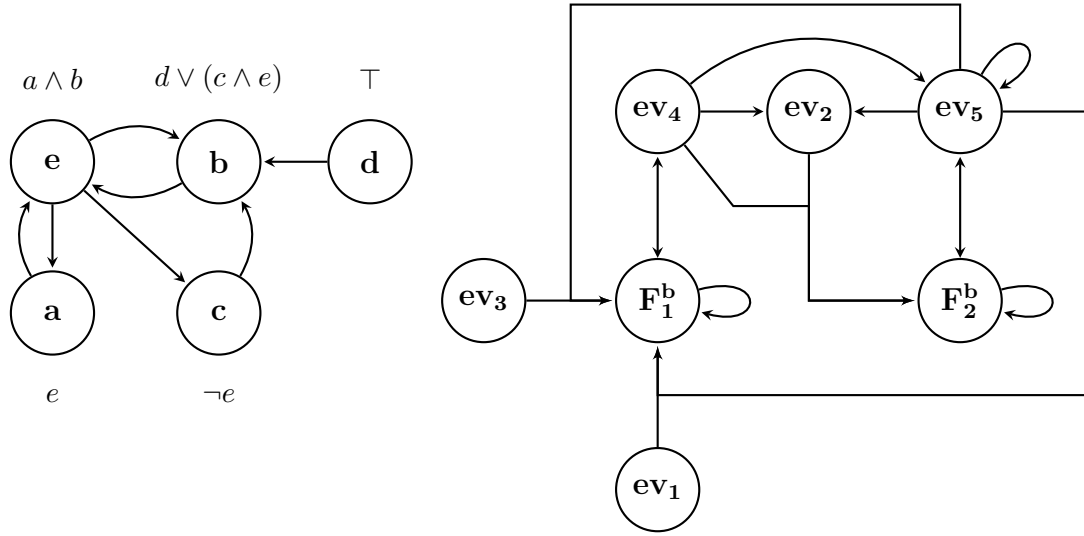 a ∧ b
d ∨ (c ∧ e)
⊤
e
b
d
a
c
e
¬e
ev₄
ev₂
ev₅
ev₃
F₁ᵇ
F₂ᵇ
ev₁